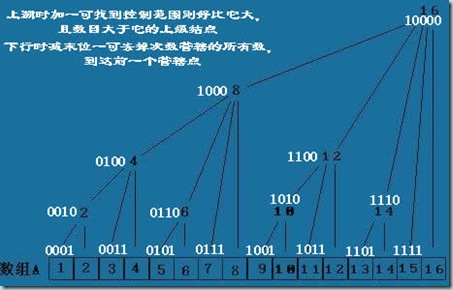 上溯时加一可找到控制范围刚好比它大，
且数目大于它的上级结点
下行时减末位一可去掉次数管辖的所有数，
到达前一个管辖点
16
10000
1000 8
0100 4
1100 12
0010 2
0110 6
1010
10
1110
14
0001 0011 0101 0111 1001 1011 1101 1111
数组A 1 2 3 4 5 6 7 8 9 10 11 12 13 14 15 16